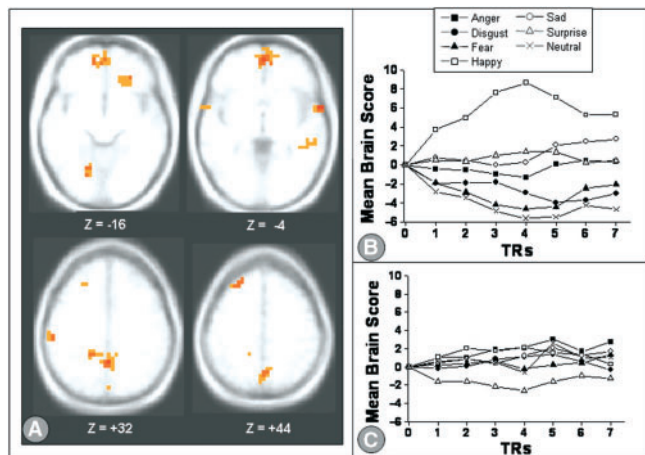 A
Z = -16
Z = -4
Z = +32
Z = +44
Anger
Disgust
Fear
Happy
Sad
Surprise
Neutral
Mean Brain Score
10
8
6
4
2
0
-2
-4
-6
0 1 2 3 4 5 6 7
TRs
B
Mean Brain Score
10
8
6
4
2
0
-2
-4
-6
0 1 2 3 4 5 6 7
TRs
C